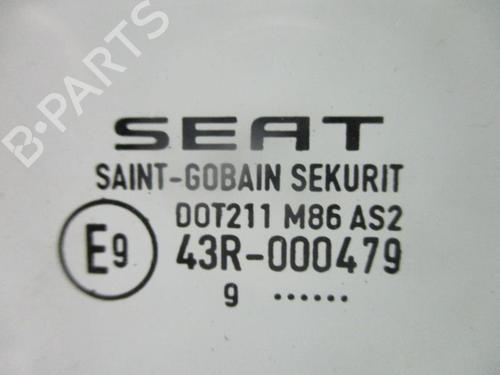 B-PARTS
SEAT
SAINT-GOBAIN SEKURIT
DOT211 M86 AS2
E9
43R-000479
9 ......